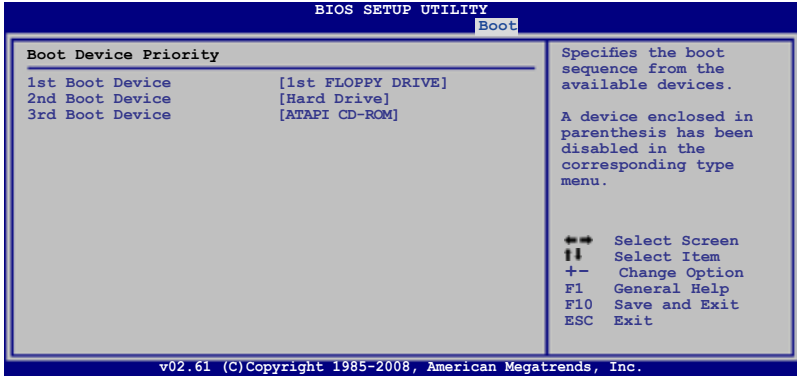 BIOS SETUP UTILITY
Boot
Boot Device Priority
1st Boot Device [1st FLOPPY DRIVE]
2nd Boot Device [Hard Drive]
3rd Boot Device [ATAPI CD-ROM]
Specifies the boot
sequence from the
available devices.
A device enclosed in
parenthesis has been
disabled in the
corresponding type
menu.
←→ Select Screen
↑↓ Select Item
+- Change Option
F1 General Help
F10 Save and Exit
ESC Exit
v02.61 (C)Copyright 1985-2008, American Megatrends, Inc.